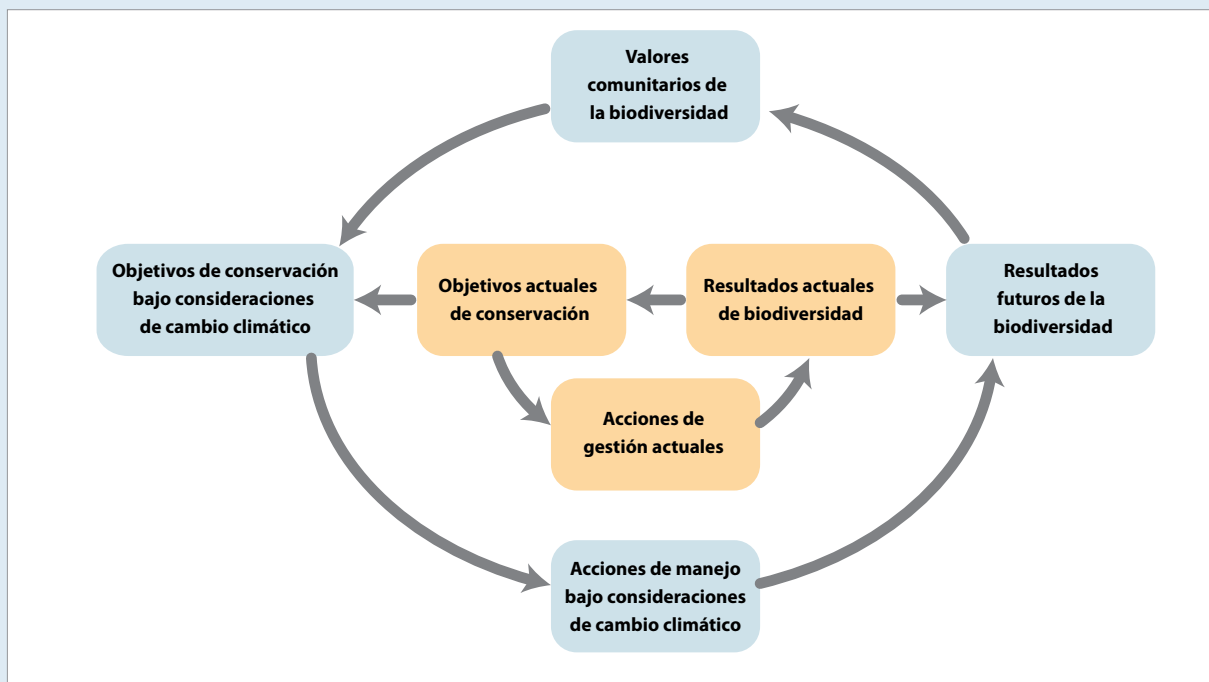 Valores
comunitarios de
la biodiversidad
Objetivos de conservación
bajo consideraciones
de cambio climático
Objetivos actuales
de conservación
Resultados actuales
de biodiversidad
Resultados
futuros de la
biodiversidad
Acciones de
gestión actuales
Acciones de manejo
bajo consideraciones
de cambio climático